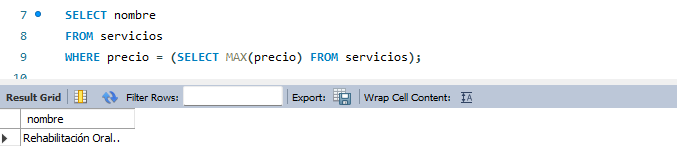 7 SELECT nombre
8 FROM servicios
9 WHERE precio = (SELECT MAX(precio) FROM servicios);
10
Result Grid Filter Rows: Export: Wrap Cell Content: IA
nombre
Rehabilitación Oral..